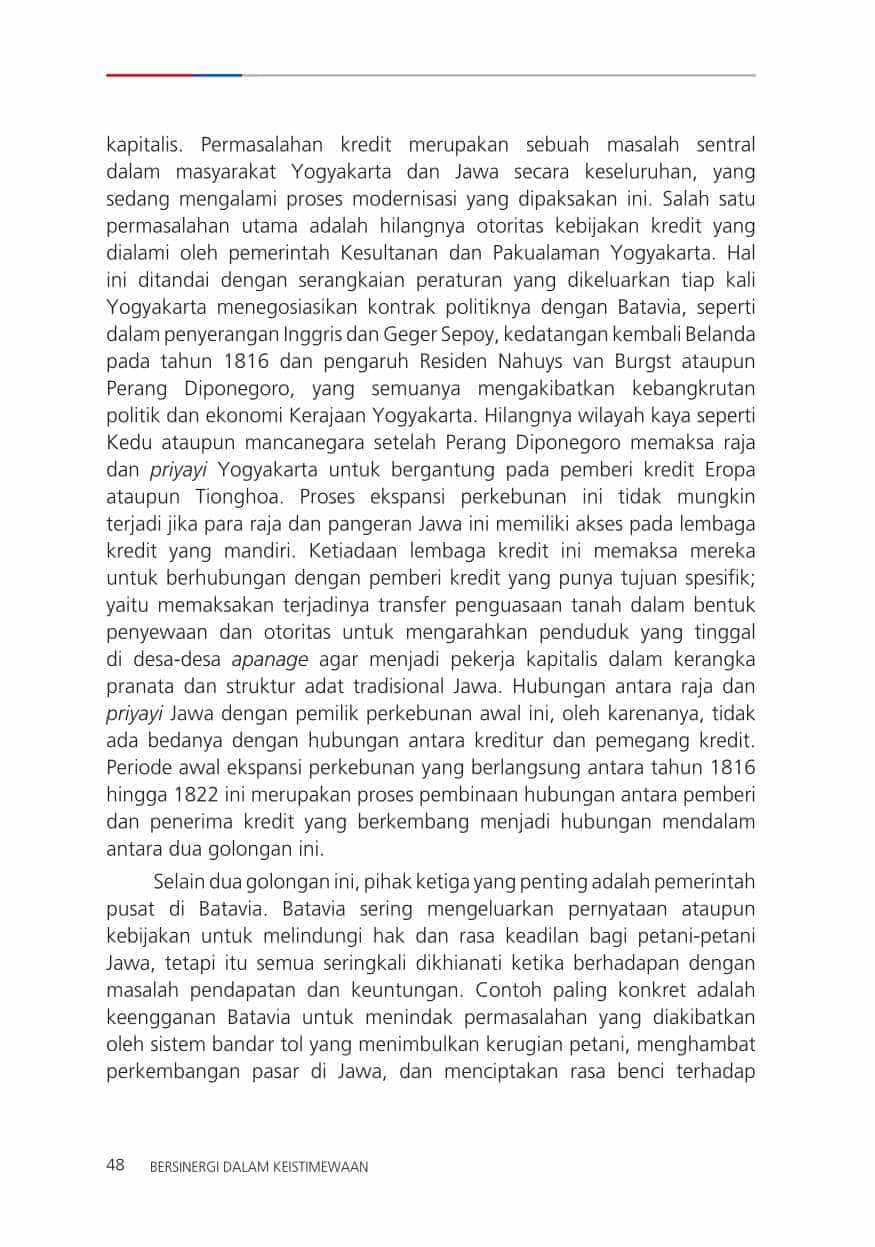 kapitalis. Permasalahan kredit merupakan sebuah masalah sentral
dalam masyarakat Yogyakarta dan Jawa secara keseluruhan, yang
sedang mengalami proses modernisasi yang dipaksakan ini. Salah satu
permasalahan utama adalah hilangnya otoritas kebijakan kredit yang
dialami oleh pemerintah Kesultanan dan Pakualaman Yogyakarta. Hal
ini ditandai dengan serangkaian peraturan yang dikeluarkan tiap kali
Yogyakarta menegosiasikan kontrak politiknya dengan Batavia, seperti
dalam penyerangan Inggris dan Geger Sepoy, kedatangan kembali Belanda
pada tahun 1816 dan pengaruh Residen Nahuys van Burgst ataupun
Perang Diponegoro, yang semuanya mengakibatkan kebangkrutan
politik dan ekonomi Kerajaan Yogyakarta. Hilangnya wilayah kaya seperti
Kedu ataupun mancanegara setelah Perang Diponegoro memaksa raja
dan priyayi Yogyakarta untuk bergantung pada pemberi kredit Eropa
ataupun Tionghoa. Proses ekspansi perkebunan ini tidak mungkin
terjadi jika para raja dan pangeran Jawa ini memiliki akses pada lembaga
kredit yang mandiri. Ketiadaan lembaga kredit ini memaksa mereka
untuk berhubungan dengan pemberi kredit yang punya tujuan spesifik;
yaitu memaksakan terjadinya transfer penguasaan tanah dalam bentuk
penyewaan dan otoritas untuk mengarahkan penduduk yang tinggal
di desa-desa apanage agar menjadi pekerja kapitalis dalam kerangka
pranata dan struktur adat tradisional Jawa. Hubungan antara raja dan
priyayi Jawa dengan pemilik perkebunan awal ini, oleh karenanya, tidak
ada bedanya dengan hubungan antara kreditur dan pemegang kredit.
Periode awal ekspansi perkebunan yang berlangsung antara tahun 1816
hingga 1822 ini merupakan proses pembinaan hubungan antara pemberi
dan penerima kredit yang berkembang menjadi hubungan mendalam
antara dua golongan ini.
Selain dua golongan ini, pihak ketiga yang penting adalah pemerintah
pusat di Batavia. Batavia sering mengeluarkan pernyataan ataupun
kebijakan untuk melindungi hak dan rasa keadilan bagi petani-petani
Jawa, tetapi itu semua seringkali dikhianati ketika berhadapan dengan
masalah pendapatan dan keuntungan. Contoh paling konkret adalah
keengganan Batavia untuk menindak permasalahan yang diakibatkan
oleh sistem bandar tol yang menimbulkan kerugian petani, menghambat
perkembangan pasar di Jawa, dan menciptakan rasa benci terhadap
48 BERSINERGI DALAM KEISTIMEWAAN